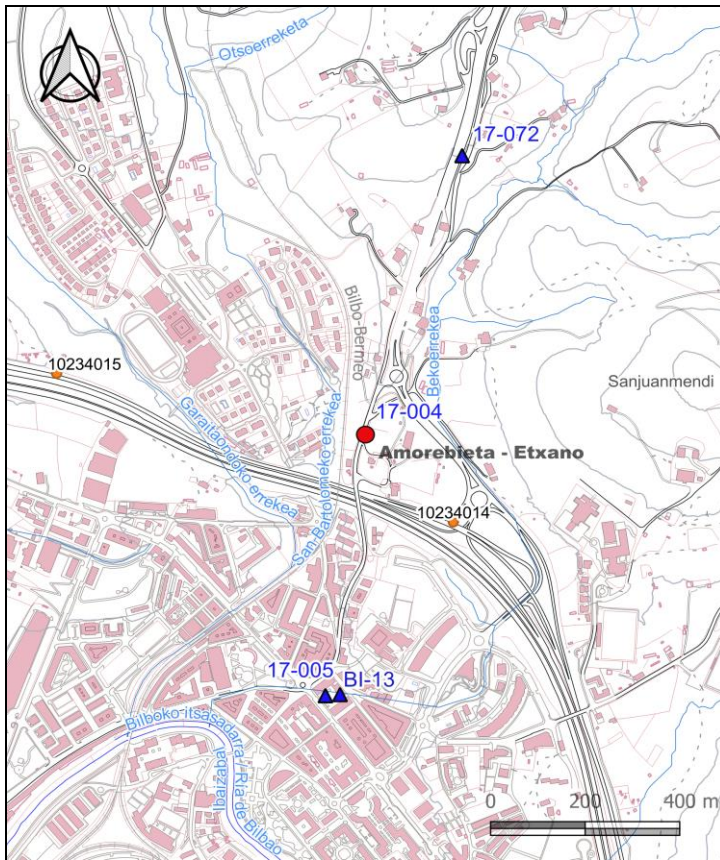 Otsoerreketa
17-072
Bilbo-Bermeo
Bekoerrekea
10234015
Sanjuanmendi
17-004
Garaitaondoko errekea
Amorebieta - Etxano
San-Bartolomeko errekea
10234014
17-005
BI-13
Bilboko itsasadarra / Ria de Bilbao
Ibaizabal
0 200 400 m